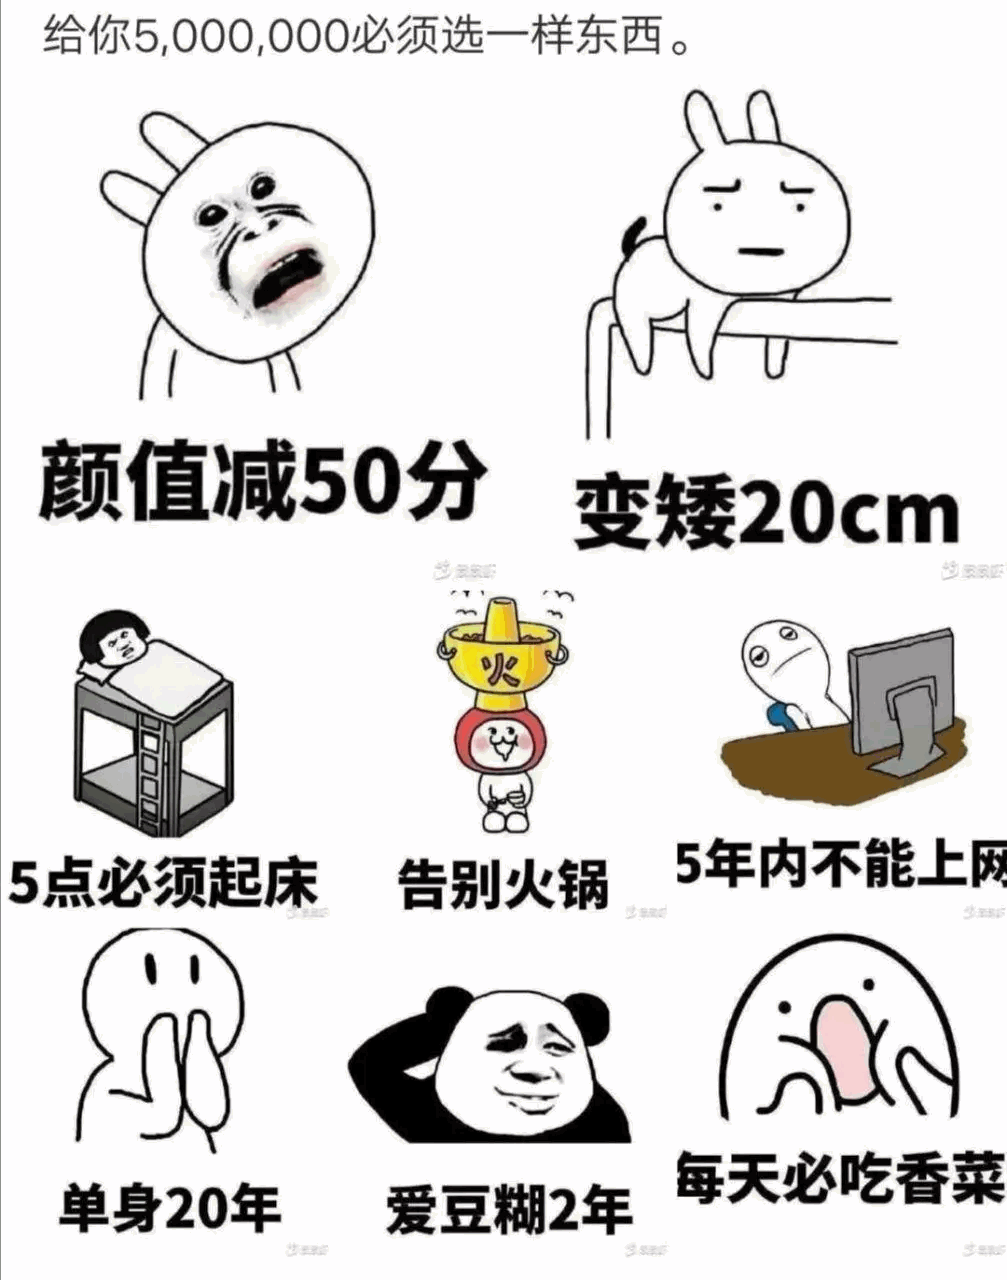 给你5,000,000必须选一样东西。
颜值减50分
变矮20cm
火
5点必须起床
告别火锅
5年内不能上网
单身20年
爱豆糊2年
每天必吃香菜